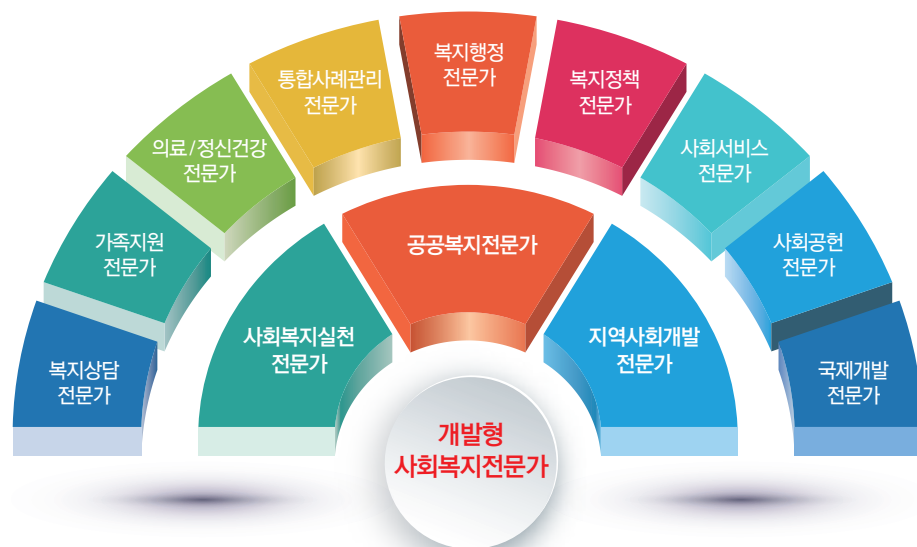 복지상담
전문가
가족지원
전문가
의료/정신건강
전문가
통합사례관리
전문가
복지행정
전문가
복지정책
전문가
사회서비스
전문가
사회공헌
전문가
국제개발
전문가
사회복지실천
전문가
공공복지전문가
지역사회개발
전문가
개발형
사회복지전문가